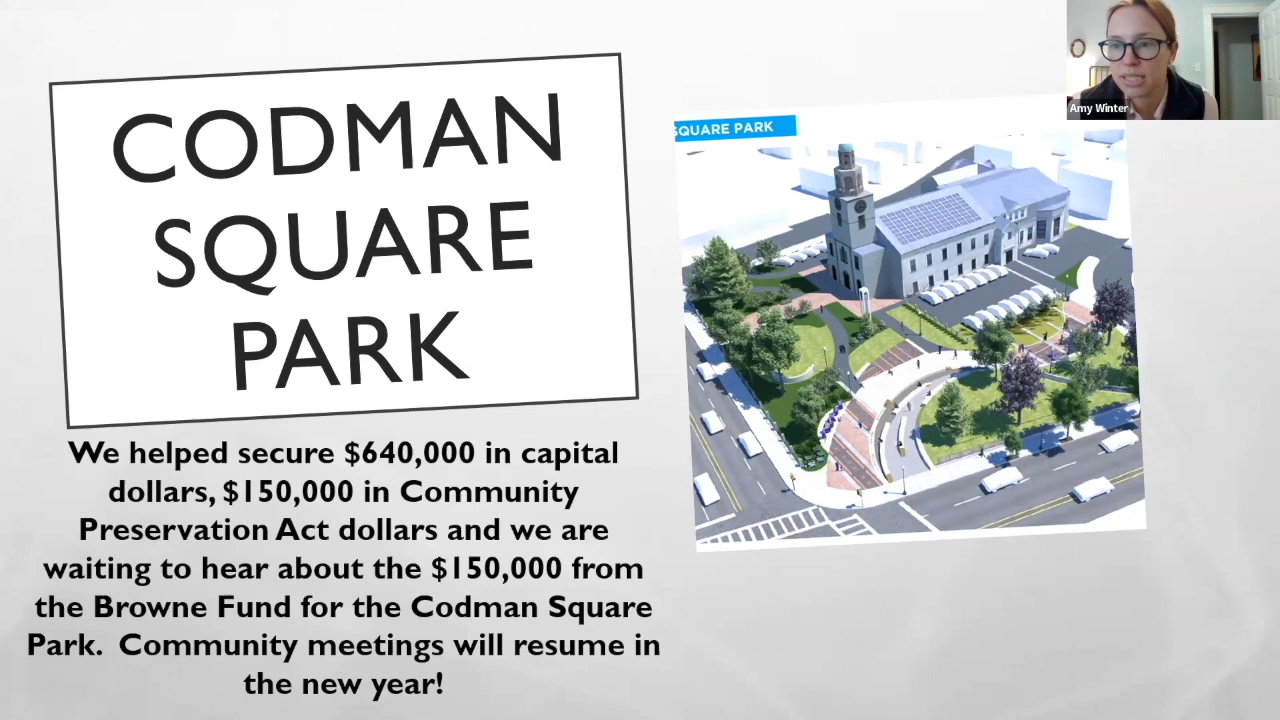 CODMAN
SQUARE
PARK
We helped secure $640,000 in capital
dollars, $150,000 in Community
Preservation Act dollars and we are
waiting to hear about the $150,000 from
the Browne Fund for the Codman Square
Park.  Community meetings will resume in
the new year!
SQUARE PARK
Amy Winter